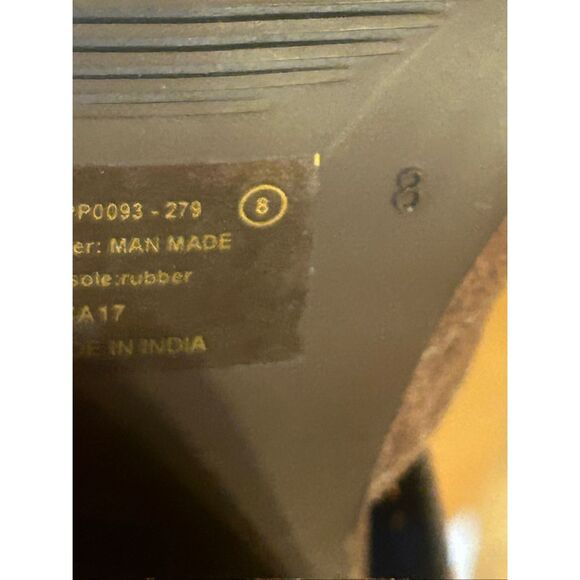 PP0093 - 279 8
er: MAN MADE
sole:rubber
A17
DE IN INDIA
8